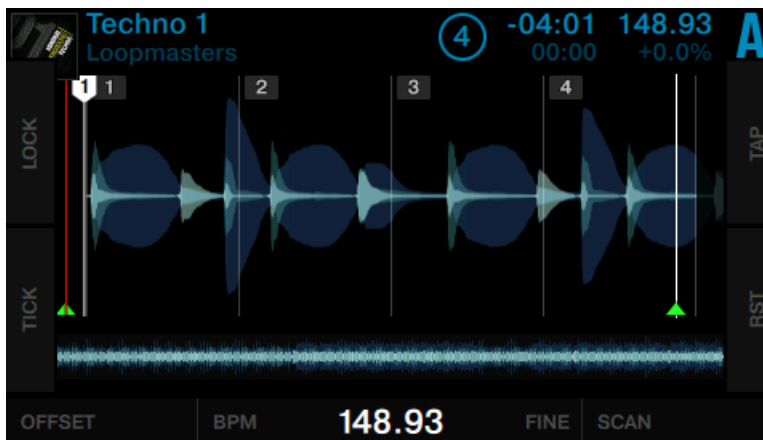 Techno 1
Loopmasters
4
-04:01
00:00
148.93
+0.0%
A
LOCK
TICK
TAP
RST
1
1
2
3
4
OFFSET
BPM
148.93
FINE
SCAN